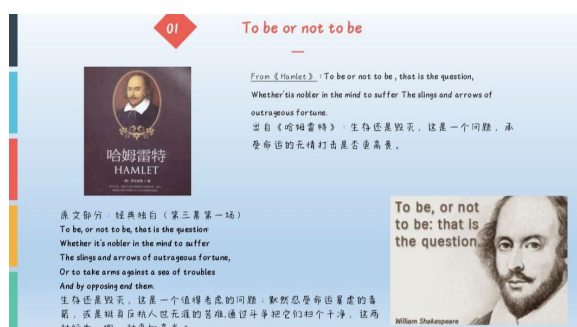 01
To be or not to be
From《Hamlet》: To be or not to be , that is the question,
Whether'tis nobler in the mind to suffer The slings and arrows of
outrageous fortune.
出自《哈姆雷特》：生存还是毁灭，这是一个问题，承
受命运的无情打击是否更高贵。
哈姆雷特
HAMLET
原文部分：经典独白（第三幕第一场）
To be, or not to be, that is the question
Whether it's nobler in the mind to suffer
The slings and arrows of outrageous fortune,
Or to take arms against a sea of troubles
And by opposing end them.
生存还是毁灭，这是一个值得考虑的问题；默然忍受命运暴虐的毒
箭，或是挺身反抗人世无涯的苦难,通过斗争把它们扫个干净，这两
To be, or not
to be: that is
the question.
William Shakespeare